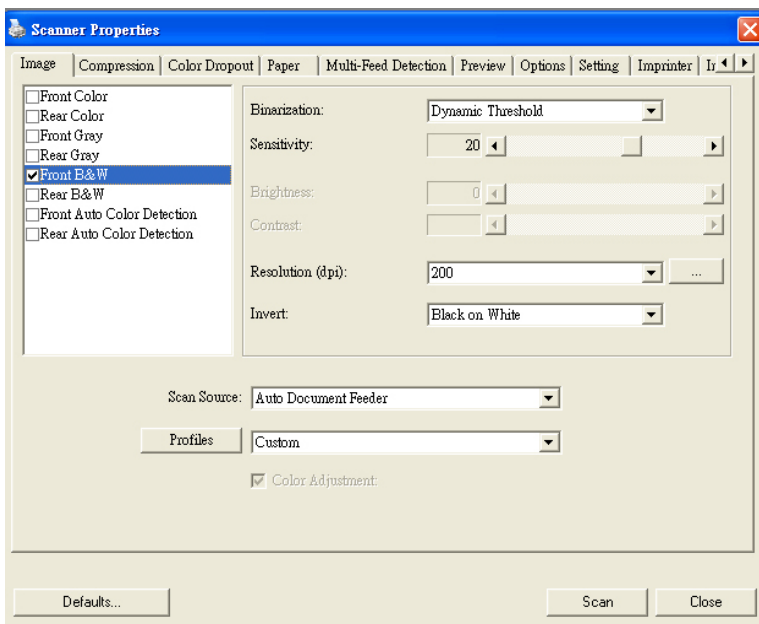 Scanner Properties
Image Compression Color Dropout Paper Multi-Feed Detection Preview Options Setting Imprinter
Front Color
Rear Color
Front Gray
Rear Gray
Front B&W
Rear B&W
Front Auto Color Detection
Rear Auto Color Detection
Binarization: Dynamic Threshold
Sensitivity: 20
Brightness: 0
Contrast:
Resolution (dpi): 200 ...
Invert: Black on White
Scan Source: Auto Document Feeder
Profiles Custom
Color Adjustment:
Defaults... Scan Close